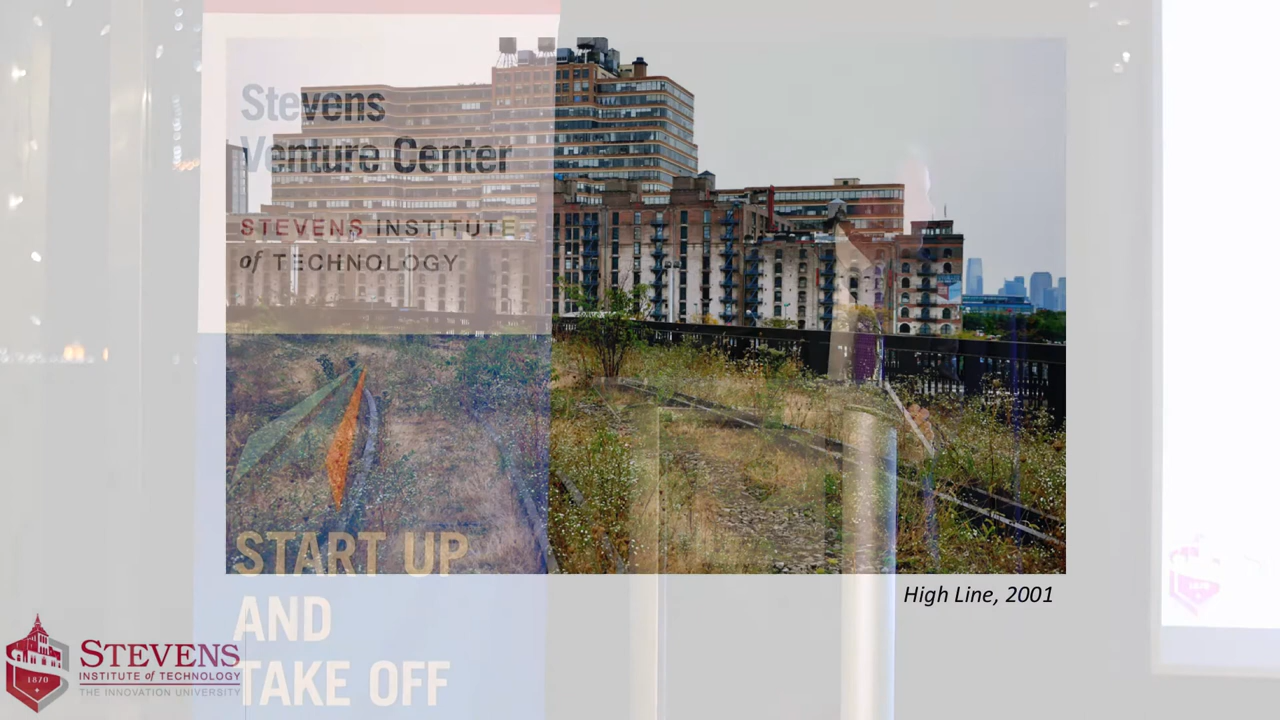 Stevens
Venture Center
STEVENS INSTITUTE
of TECHNOLOGY
START UP
AND
TAKE OFF
High Line, 2001
1870
STEVENS
INSTITUTE of TECHNOLOGY
THE INNOVATION UNIVERSITY